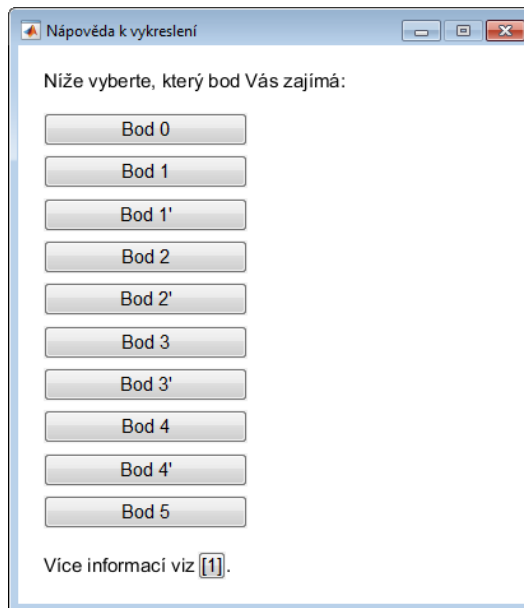 Nápověda k vykreslení
Níže vyberte, který bod Vás zajímá:
Bod 0
Bod 1
Bod 1'
Bod 2
Bod 2'
Bod 3
Bod 3'
Bod 4
Bod 4'
Bod 5
Více informací viz [1].